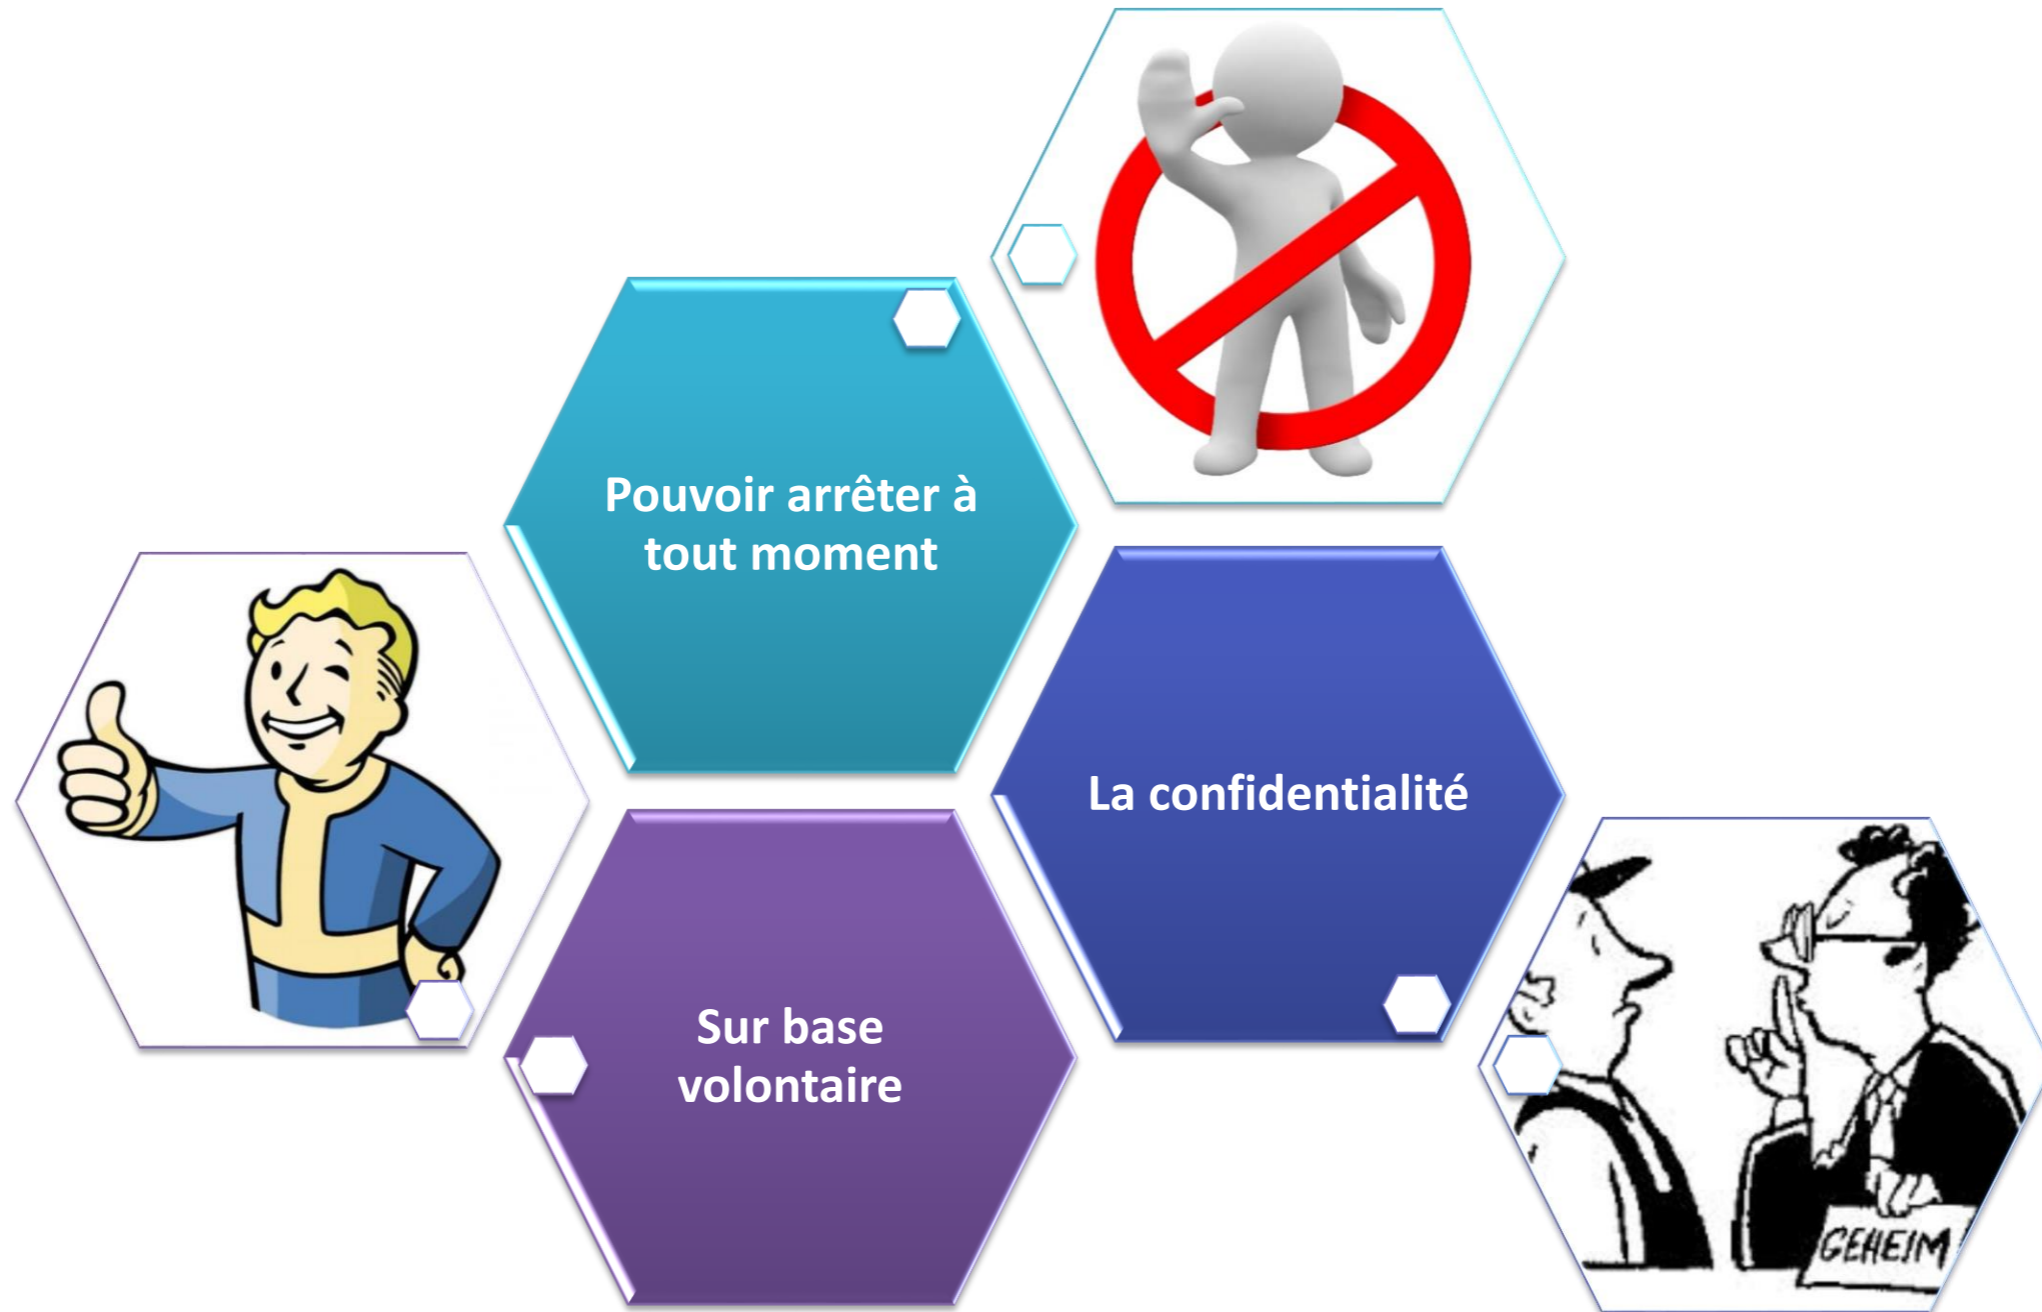 Pouvoir arrêter à
tout moment
La confidentialité
Sur base
volontaire
GEHEIM